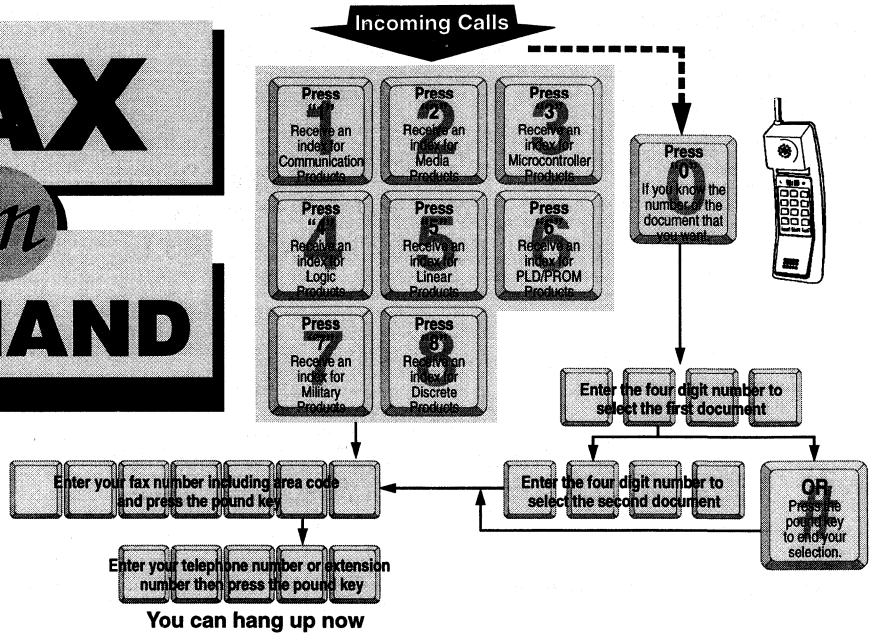 Incoming Calls
AX
n
AND
Press
"1"
Receive an
index for
Communication
Products
Press
"2"
Receive an
index for
Media
Products
Press
"3"
Receive an
index for
Microcontroller
Products
Press
"0"
If you know the
number of the
document that
you want.
Press
"4"
Receive an
index for
Logic
Products
Press
"5"
Receive an
index for
Linear
Products
Press
"6"
Receive an
index for
PLD/PROM
Products
Press
"7"
Receive an
index for
Military
Products
Press
"8"
Receive an
index for
Discrete
Products
Enter the four digit number to
select the first document
Enter your fax number including area code
and press the pound key
Enter the four digit number to
select the second document
OR
Press the
pound key
to end your
selection.
Enter your telephone number or extension
number then press the pound key
You can hang up now